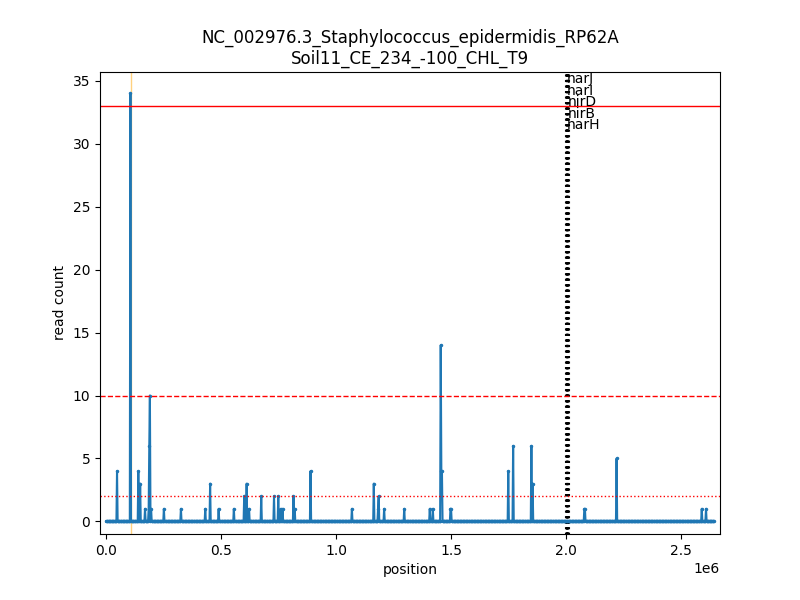 NC_002976.3_Staphylococcus_epidermidis_RP62A
Soil11_CE_234_-100_CHL_T9
35
30
25
20
15
10
5
0
read count
narJ
narI
nirD
nirB
narH
0.0
0.5
1.0
1.5
2.0
2.5
1e6
position